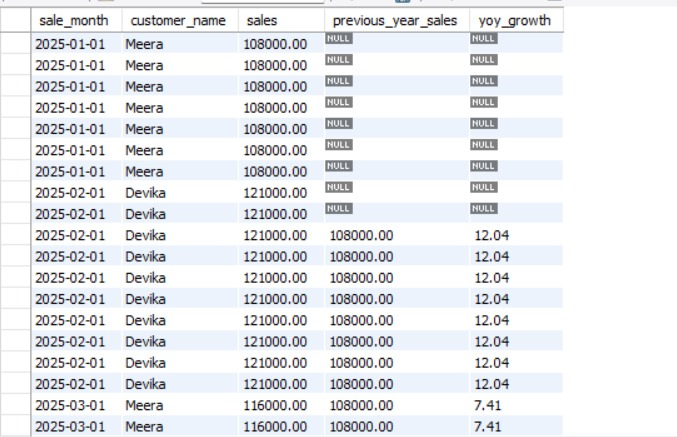 sale_month customer_name sales previous_year_sales yoy_growth
2025-01-01 Meera 108000.00 NULL NULL
2025-01-01 Meera 108000.00 NULL NULL
2025-01-01 Meera 108000.00 NULL NULL
2025-01-01 Meera 108000.00 NULL NULL
2025-01-01 Meera 108000.00 NULL NULL
2025-01-01 Meera 108000.00 NULL NULL
2025-01-01 Meera 108000.00 NULL NULL
2025-02-01 Devika 121000.00 NULL NULL
2025-02-01 Devika 121000.00 NULL NULL
2025-02-01 Devika 121000.00 108000.00 12.04
2025-02-01 Devika 121000.00 108000.00 12.04
2025-02-01 Devika 121000.00 108000.00 12.04
2025-02-01 Devika 121000.00 108000.00 12.04
2025-02-01 Devika 121000.00 108000.00 12.04
2025-02-01 Devika 121000.00 108000.00 12.04
2025-02-01 Devika 121000.00 108000.00 12.04
2025-02-01 Devika 121000.00 108000.00 12.04
2025-03-01 Meera 116000.00 108000.00 7.41
2025-03-01 Meera 116000.00 108000.00 7.41